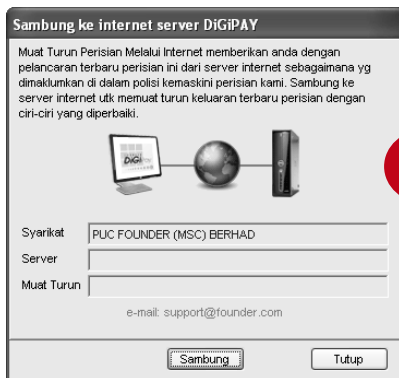 Sambung ke internet server DiGiPAY
Muat Turun Perisian Melalui Internet memberikan anda dengan
pelancaran terbaru perisian ini dari server internet sebagaimana yg
dimaklumkan di dalam polisi kemaskini perisian kami. Sambung ke
server internet utk memuat turun keluaran terbaru perisian dengan
ciri-ciri yang diperbaiki.
DiGiPay
Syarikat PUC FOUNDER (MSC) BERHAD
Server
Muat Turun
e-mail: support@founder.com
Sambung Tutup